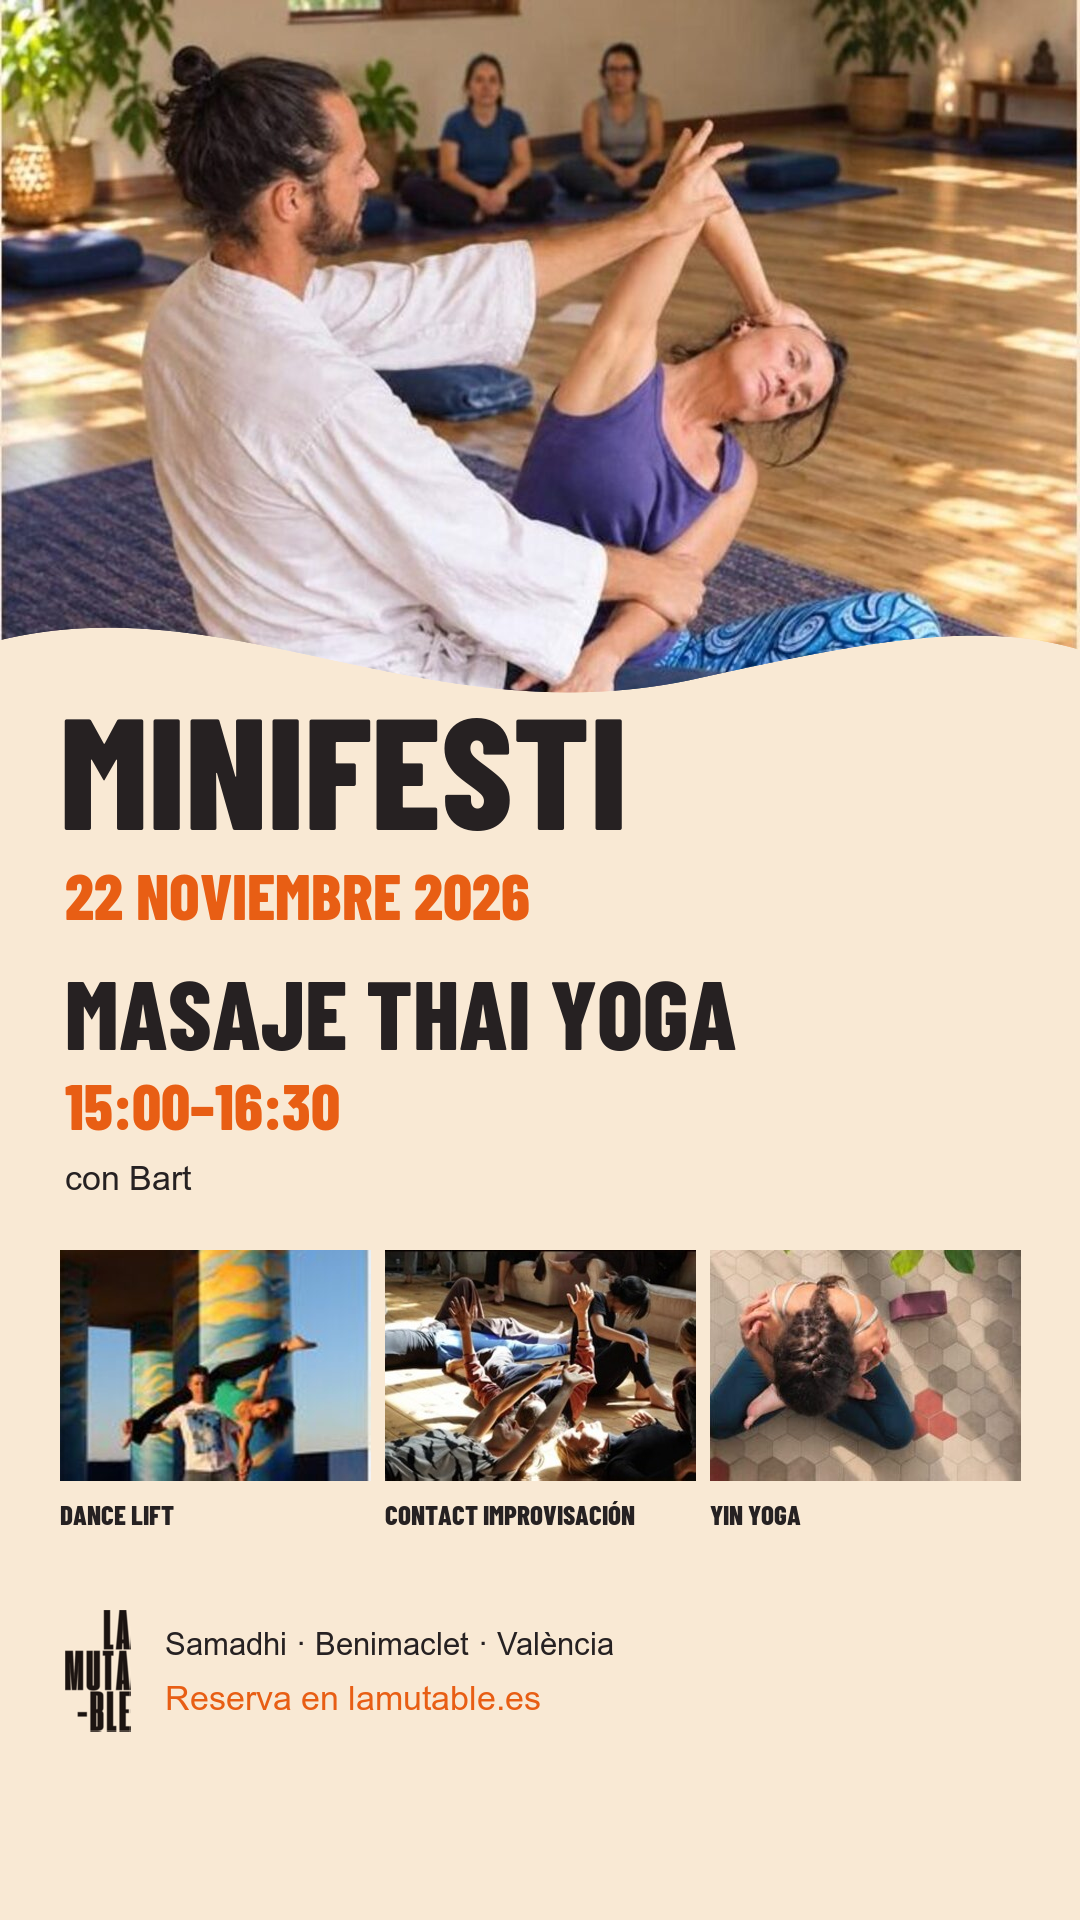 MINIFESTI
22 NOVIEMBRE 2026
MASAJE THAI YOGA
15:00–16:30
con Bart
DANCE LIFT
CONTACT IMPROVISACIÓN
YIN YOGA
LA
MUTA
-BLE
Samadhi · Benimaclet · València
Reserva en lamutable.es